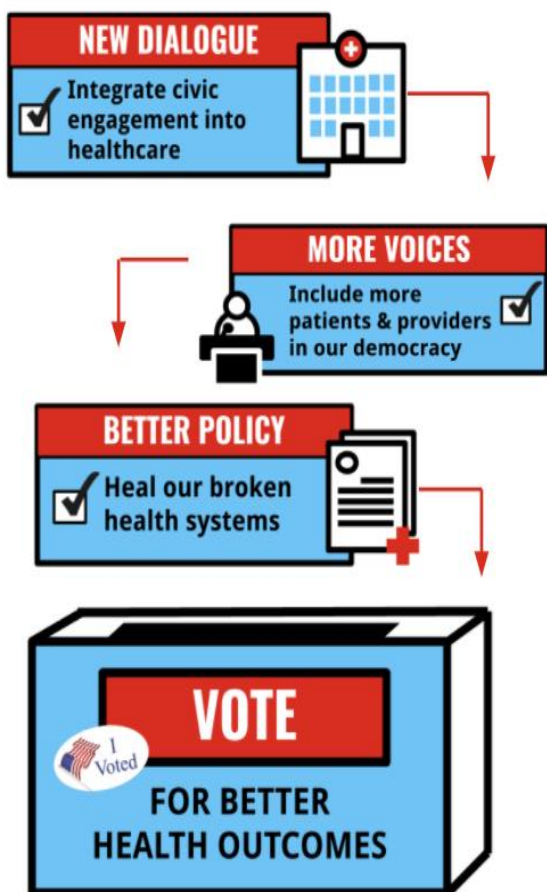 NEW DIALOGUE
Integrate civic
engagement into
healthcare
MORE VOICES
Include more
patients & providers
in our democracy
BETTER POLICY
Heal our broken
health systems
VOTE
I
Voted
FOR BETTER
HEALTH OUTCOMES